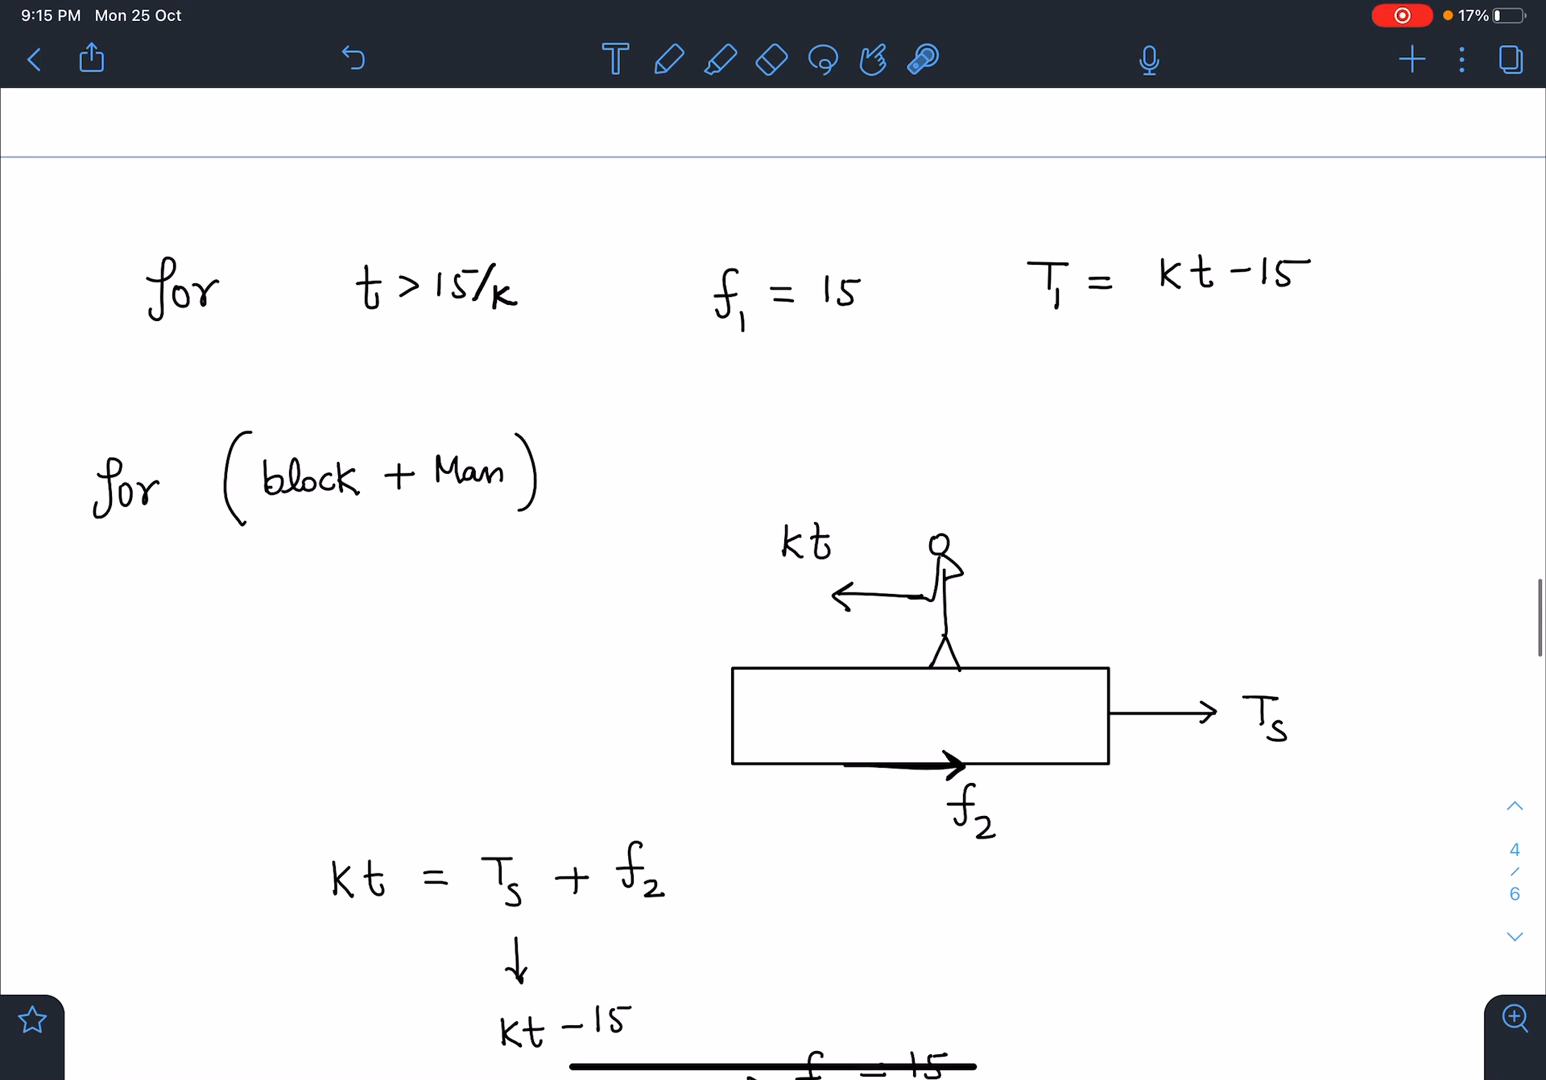 9:15 PM Mon 25 Oct
17%
for t > 15/k f₁ = 15 T₁ = kt - 15
for (block + Man)
kt
Tₛ
f₂
kt = Tₛ + f₂
↓
kt - 15
f = 15
4
/
6